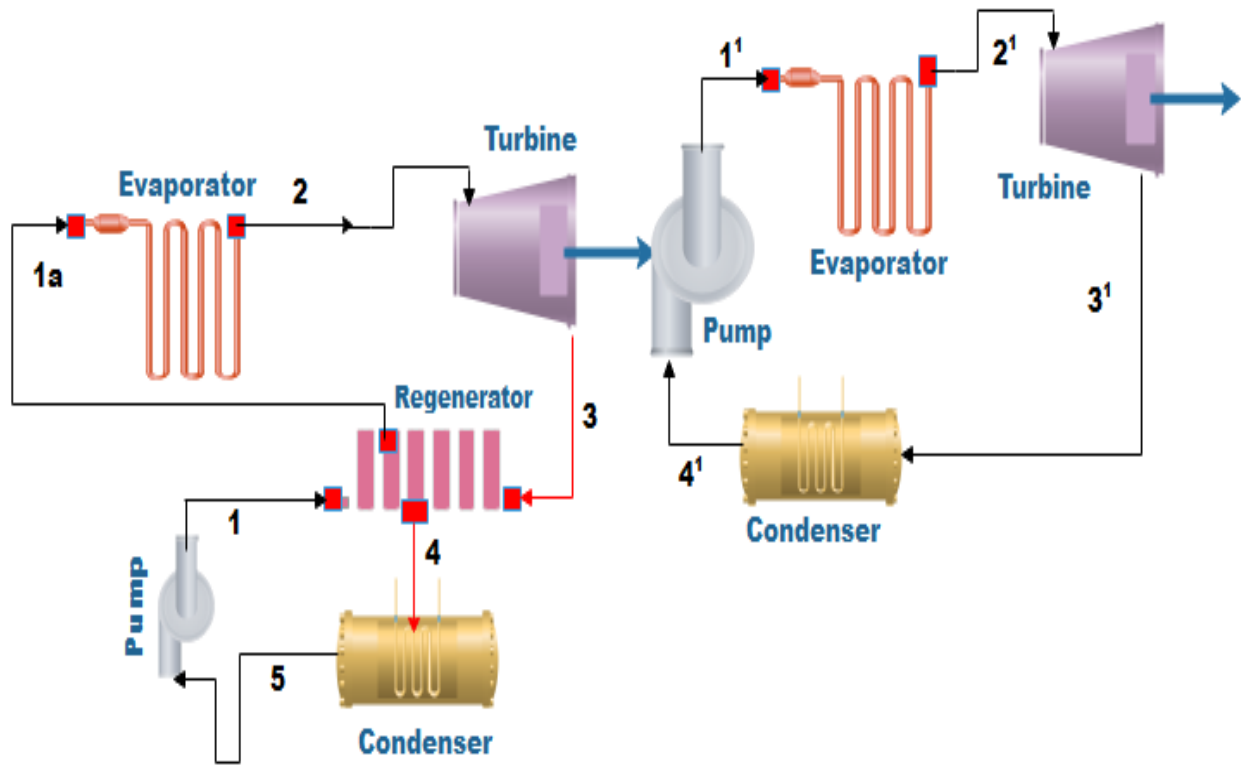 1¹
2¹
Turbine
Evaporator
2
Turbine
1a
Evaporator
3¹
Pump
Regenerator
3
4¹
Condenser
1
4
Pump
5
Condenser